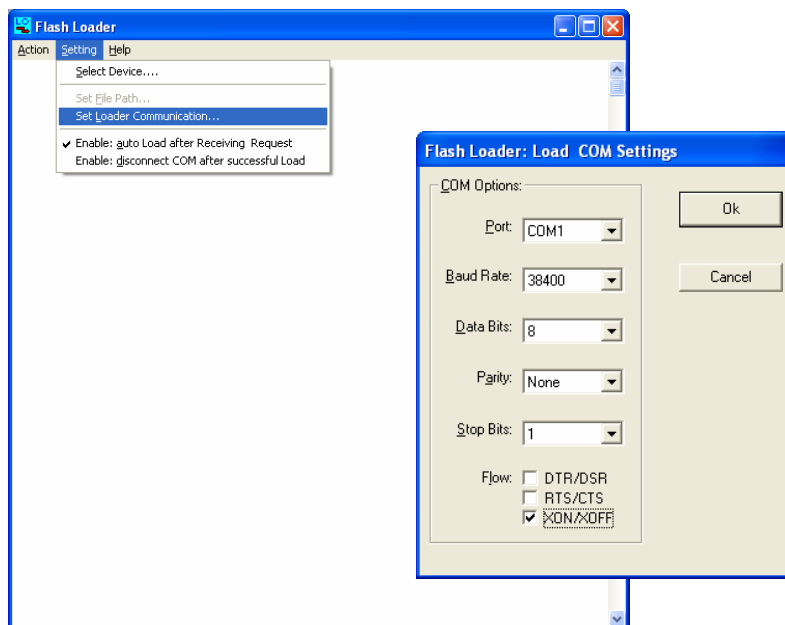 Flash Loader
Action Setting Help
Select Device....
Set File Path...
Set Loader Communication...
Enable: auto Load after Receiving Request
Enable: disconnect COM after successful Load
Flash Loader: Load COM Settings
COM Options:
Port: COM1
Baud Rate: 38400
Data Bits: 8
Parity: None
Stop Bits: 1
Flow: DTR/DSR
RTS/CTS
XON/XOFF
Ok
Cancel